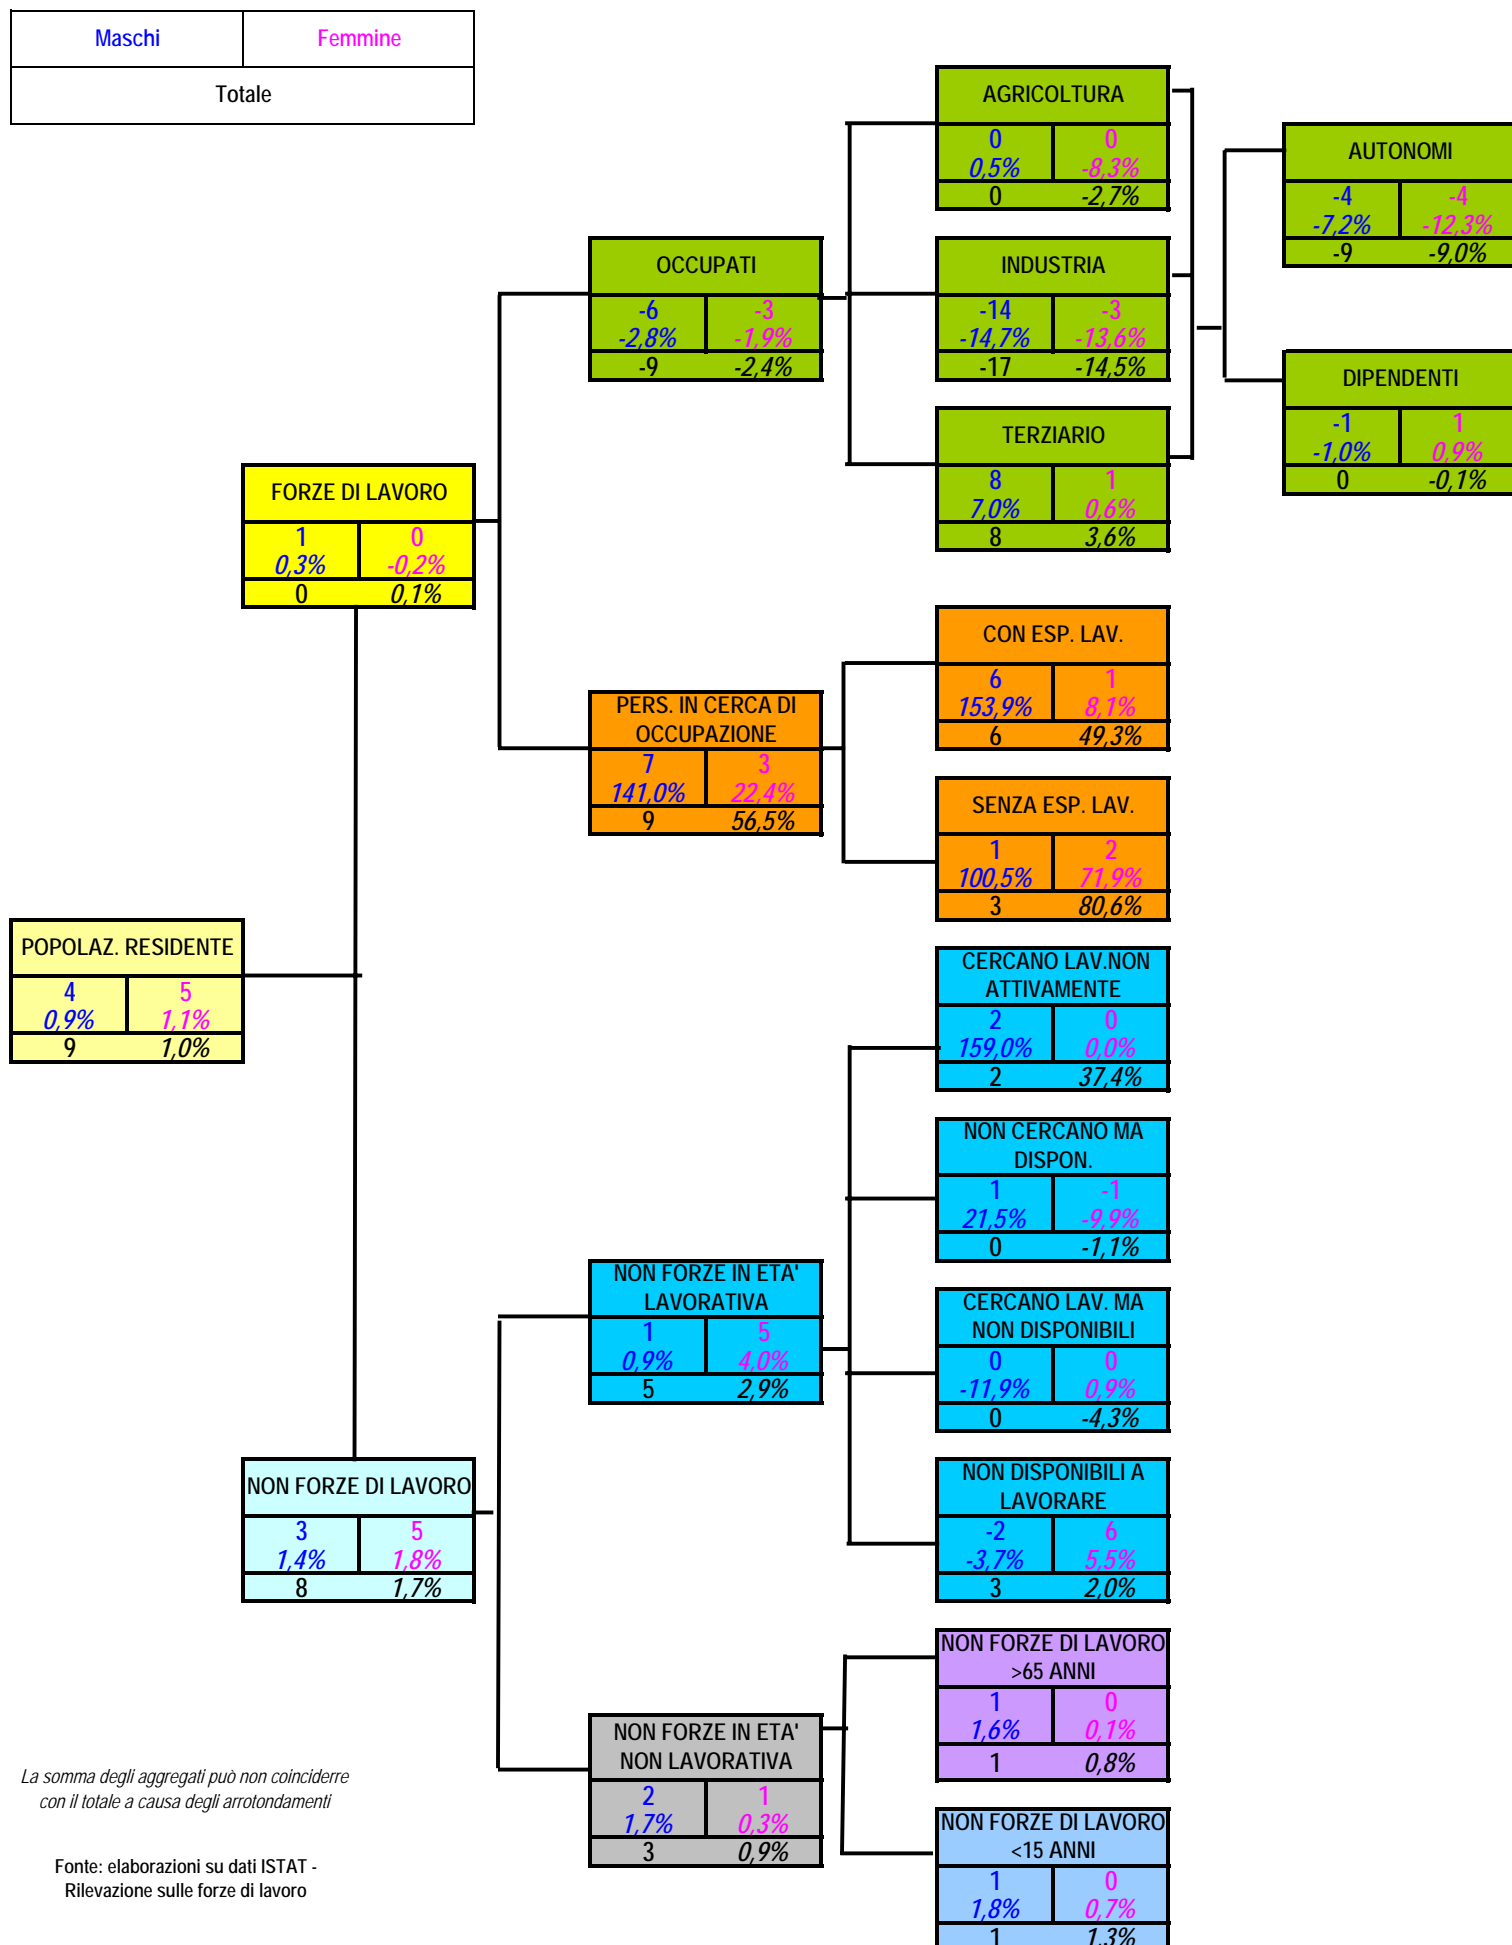 Maschi Femmine
Totale
AGRICOLTURA
0 0
0,5% -8,3%
0 -2,7%
AUTONOMI
-4 -4
-7,2% -12,3%
-9 -9,0%
OCCUPATI
-6 -3
-2,8% -1,9%
-9 -2,4%
INDUSTRIA
-14 -3
-14,7% -13,6%
-17 -14,5%
DIPENDENTI
-1 1
-1,0% 0,9%
0 -0,1%
TERZIARIO
8 1
7,0% 0,6%
8 3,6%
FORZE DI LAVORO
1 0
0,3% -0,2%
0 0,1%
CON ESP. LAV.
6 1
153,9% 8,1%
6 49,3%
PERS. IN CERCA DI
OCCUPAZIONE
7 3
141,0% 22,4%
9 56,5%
SENZA ESP. LAV.
1 2
100,5% 71,9%
3 80,6%
POPOLAZ. RESIDENTE
4 5
0,9% 1,1%
9 1,0%
CERCANO LAV.NON
ATTIVAMENTE
2 0
159,0% 0,0%
2 37,4%
NON CERCANO MA
DISPON.
1 -1
21,5% -9,9%
0 -1,1%
NON FORZE IN ETA'
LAVORATIVA
1 5
0,9% 4,0%
5 2,9%
CERCANO LAV. MA
NON DISPONIBILI
0 0
-11,9% 0,9%
0 -4,3%
NON FORZE DI LAVORO
3 5
1,4% 1,8%
8 1,7%
NON DISPONIBILI A
LAVORARE
-2 6
-3,7% 5,5%
3 2,0%
NON FORZE DI LAVORO
>65 ANNI
1 0
1,6% 0,1%
1 0,8%
NON FORZE IN ETA'
NON LAVORATIVA
2 1
1,7% 0,3%
3 0,9%
NON FORZE DI LAVORO
<15 ANNI
1 0
1,8% 0,7%
1 1,3%
La somma degli aggregati può non coinciderre
con il totale a causa degli arrotondamenti
Fonte: elaborazioni su dati ISTAT -
Rilevazione sulle forze di lavoro